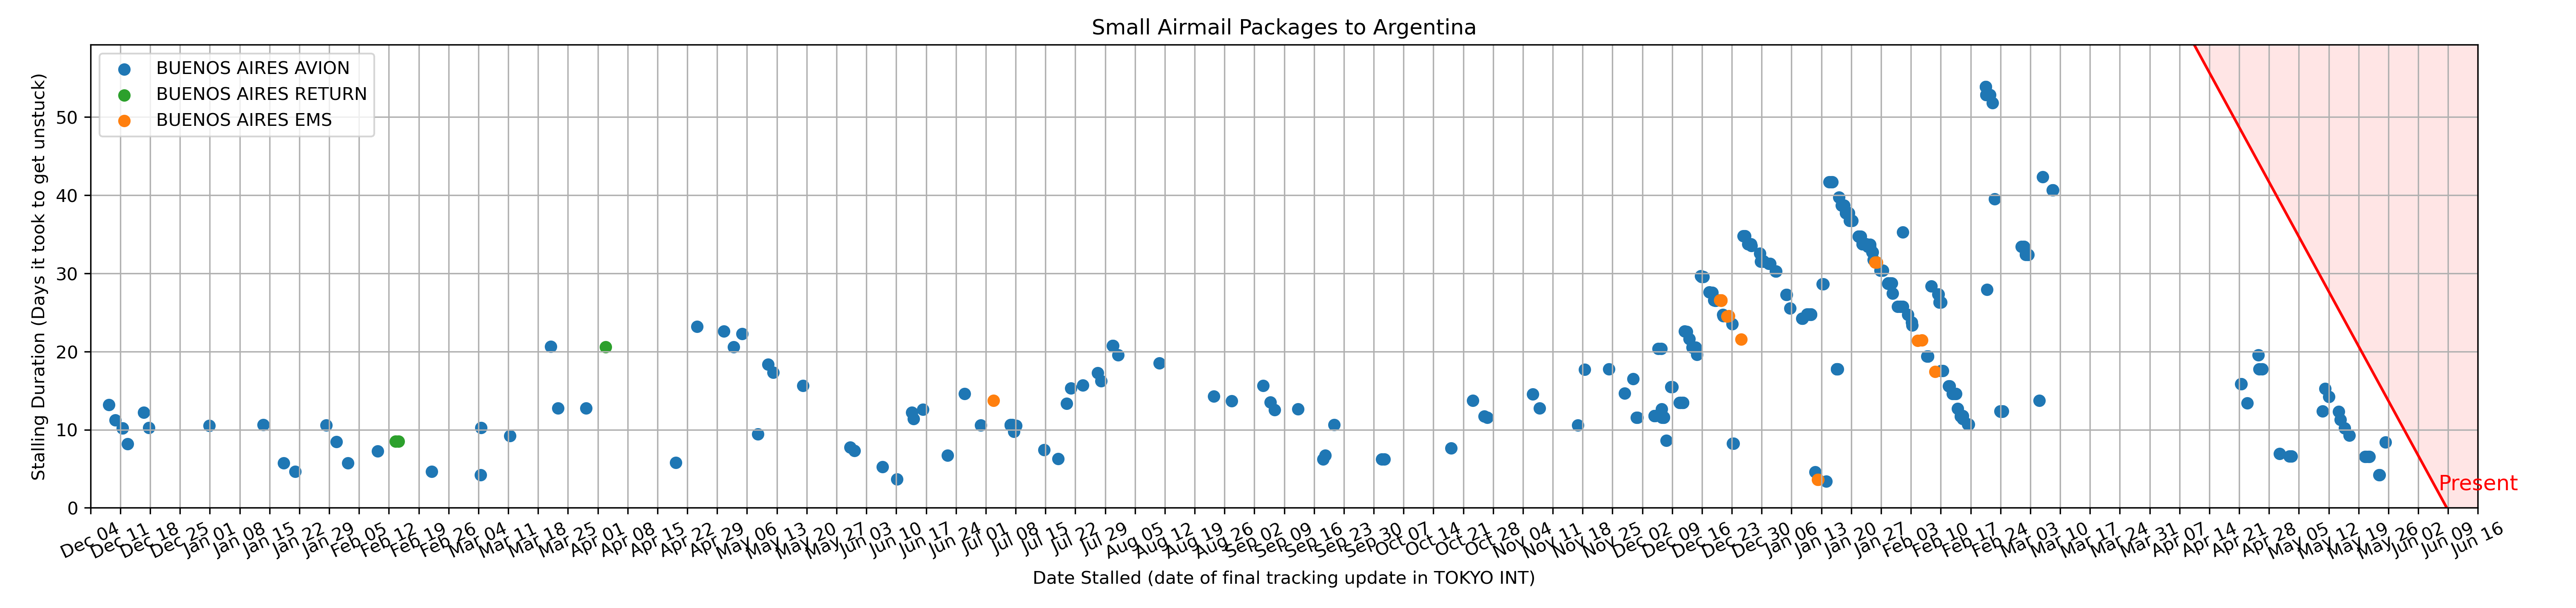 Small Airmail Packages to Argentina
BUENOS AIRES AVION
BUENOS AIRES RETURN
BUENOS AIRES EMS
Stalling Duration (Days it took to get unstuck)
50
40
30
20
10
0
Present
Dec 04
Dec 11
Dec 18
Dec 25
Jan 01
Jan 08
Jan 15
Jan 22
Jan 29
Feb 05
Feb 12
Feb 19
Feb 26
Mar 04
Mar 11
Mar 18
Mar 25
Apr 01
Apr 08
Apr 15
Apr 22
Apr 29
May 06
May 13
May 20
May 27
Jun 03
Jun 10
Jun 17
Jun 24
Jul 01
Jul 08
Jul 15
Jul 22
Jul 29
Aug 05
Aug 12
Aug 19
Aug 26
Sep 02
Sep 09
Sep 16
Sep 23
Sep 30
Oct 07
Oct 14
Oct 21
Oct 28
Nov 04
Nov 11
Nov 18
Nov 25
Dec 02
Dec 09
Dec 16
Dec 23
Dec 30
Jan 06
Jan 13
Jan 20
Jan 27
Feb 03
Feb 10
Feb 17
Feb 24
Mar 03
Mar 10
Mar 17
Mar 24
Mar 31
Apr 07
Apr 14
Apr 21
Apr 28
May 05
May 12
May 19
May 26
Jun 02
Jun 09
Jun 16
Date Stalled (date of final tracking update in TOKYO INT)